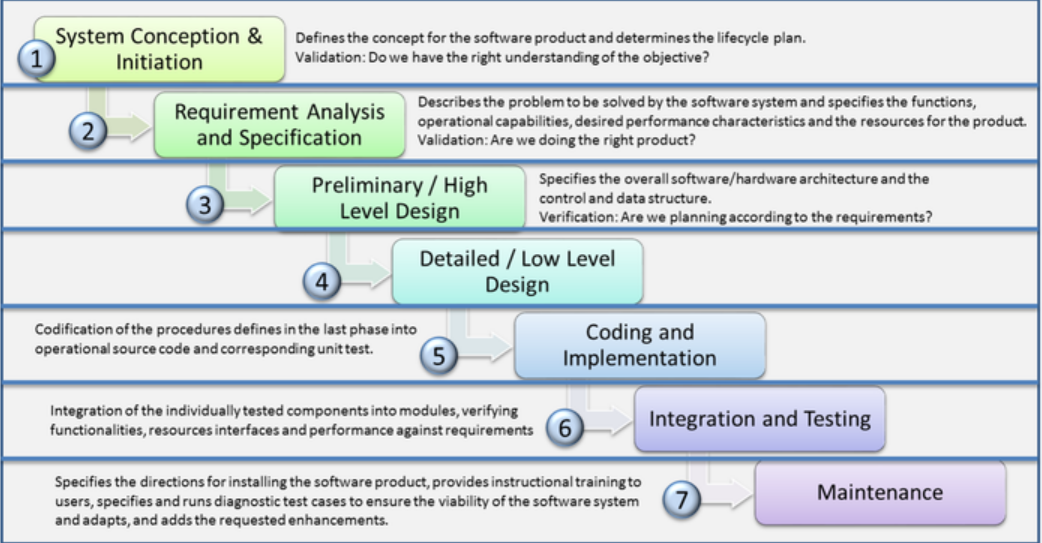 1
System Conception &
Initiation
Defines the concept for the software product and determines the lifecycle plan.
Validation: Do we have the right understanding of the objective?
2
Requirement Analysis
and Specification
Describes the problem to be solved by the software system and specifies the functions,
operational capabilities, desired performance characteristics and the resources for the product.
Validation: Are we doing the right product?
3
Preliminary / High
Level Design
Specifies the overall software/hardware architecture and the
control and data structure.
Verification: Are we planning according to the requirements?
4
Detailed / Low Level
Design
Codification of the procedures defines in the last phase into
operational source code and corresponding unit test.
5
Coding and
Implementation
Integration of the individually tested components into modules, verifying
functionalities, resources interfaces and performance against requirements
6
Integration and Testing
Specifies the directions for installing the software product, provides instructional training to
users, specifies and runs diagnostic test cases to ensure the viability of the software system
and adapts, and adds the requested enhancements.
7
Maintenance